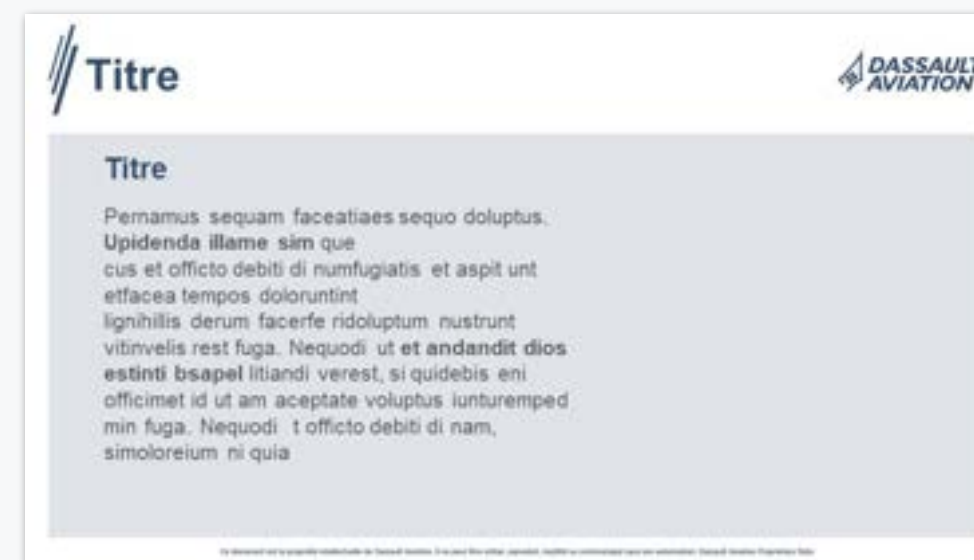 Titre
DASSAULT
AVIATION
Titre
Pernamus sequam faceatiaes sequo doluptus.
Upidenda illame sim que
cus et officto debiti di numfugiatis et aspit unt
etfacea tempos doloruntint
lignihillis derum facerfe ridoluptum nustrunt
vitinvelis rest fuga. Nequodi ut et andandit dios
estinti bsapel litiandi verest, si quidebis eni
officimet id ut am aceptate voluptus iunturemped
min fuga. Nequodi t officto debiti di nam,
simoloreium ni quia